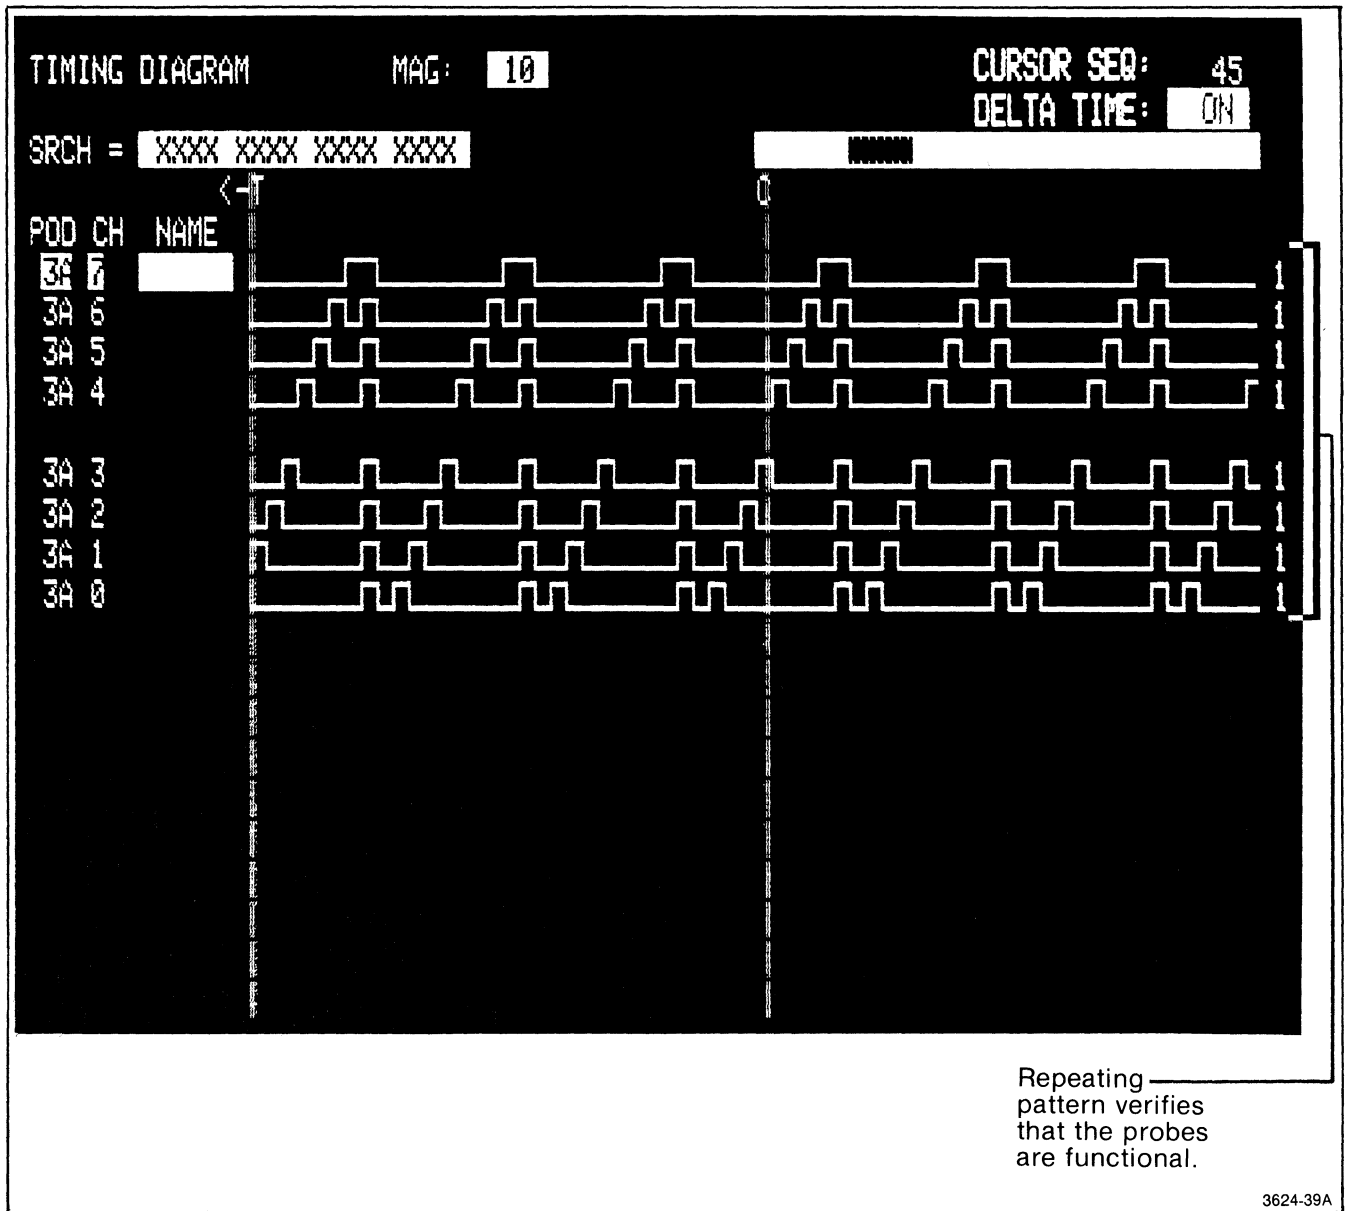 TIMING DIAGRAM MAG: 10 CURSOR SEQ: 45
DELTA TIME: ON
SRCH = XXXX XXXX XXXX XXXX
<-T 0
POD CH NAME
3A 7 1
3A 6 1
3A 5 1
3A 4 1
3A 3 1
3A 2 1
3A 1 1
3A 0 1
Repeating
pattern verifies
that the probes
are functional.
3624-39A